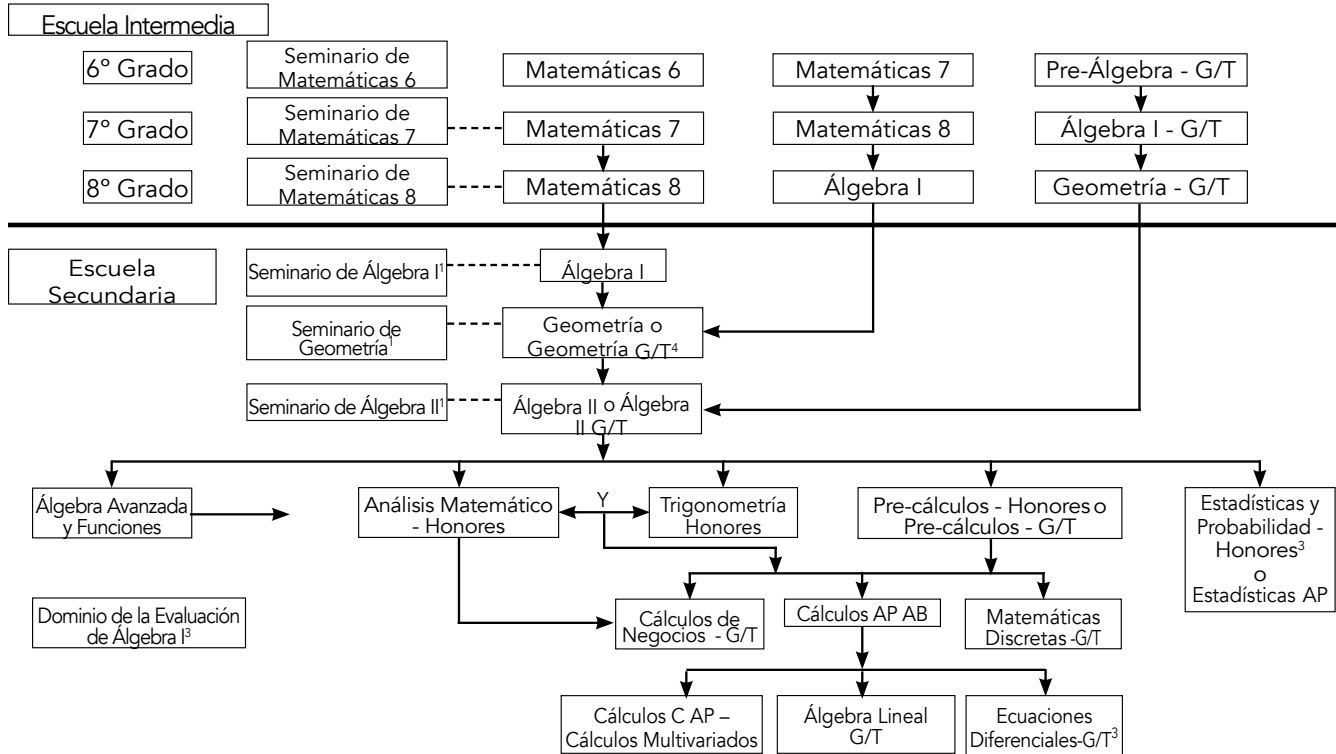 Escuela Intermedia
6º Grado
Seminario de
Matemáticas 6
Matemáticas 6
Matemáticas 7
Pre-Álgebra - G/T
7º Grado
Seminario de
Matemáticas 7
Matemáticas 7
Matemáticas 8
Álgebra I - G/T
8º Grado
Seminario de
Matemáticas 8
Matemáticas 8
Álgebra I
Geometría - G/T
Escuela
Secundaria
Seminario de Álgebra I¹
Álgebra I
Seminario de
Geometría¹
Geometría o
Geometría G/T⁴
Seminario de Álgebra II¹
Álgebra II o Álgebra
II G/T
Álgebra Avanzada
y Funciones
Análisis Matemático
- Honores
Y
Trigonometría
Honores
Pre-cálculos - Honores o
Pre-cálculos - G/T
Estadísticas y
Probabilidad -
Honores³
o
Estadísticas AP
Dominio de la Evaluación
de Álgebra I³
Cálculos de
Negocios - G/T
Cálculos AP AB
Matemáticas
Discretas -G/T
Cálculos C AP –
Cálculos Multivariados
Álgebra Lineal
G/T
Ecuaciones
Diferenciales-G/T³